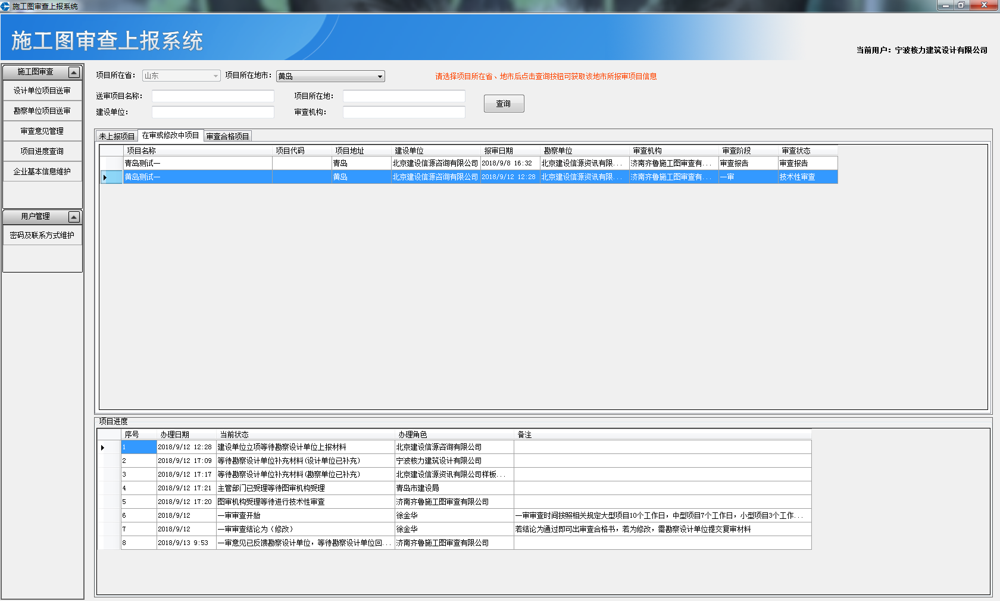 施工图审查上报系统
施工图审查上报系统
当前用户：宁波核力建筑设计有限公司
施工图审查
设计单位项目送审
勘察单位项目送审
审查意见管理
项目进度查询
企业基本信息维护
用户管理
密码及联系方式维护
项目所在省： 山东 项目所在地市： 黄岛 请选择项目所在省、地市后点击查询按钮可获取该地市所报审项目信息
送审项目名称： 项目所在地：
查询
建设单位： 审查机构：
未上报项目 在审或修改中项目 审查合格项目
项目名称 项目代码 项目地址 建设单位 报审日期 勘察单位 审查机构 审查阶段 审查状态
青岛测试一 青岛 北京建设信源咨询有限公司 2018/9/8 16:32 北京建设信源资讯有限... 济南齐鲁施工图审查有... 审查报告 审查报告
黄岛测试一 黄岛 北京建设信源咨询有限公司 2018/9/12 12:28 北京建设信源资讯有限... 济南齐鲁施工图审查有... 一审 技术性审查
项目进度
序号 办理日期 当前状态 办理角色 备注
1 2018/9/12 12:28 建设单位立项等待勘察设计单位上报材料 北京建设信源咨询有限公司
2 2018/9/12 17:09 等待勘察设计单位补充材料(设计单位已补充) 宁波核力建筑设计有限公司
3 2018/9/12 17:17 等待勘察设计单位补充材料(勘察单位已补充) 北京建设信源资讯有限公司样板...
4 2018/9/12 17:21 主管部门已受理等待图审机构受理 青岛市建设局
5 2018/9/12 17:20 图审机构受理等待进行技术性审查 济南齐鲁施工图审查有限公司
6 2018/9/12 一审审查开始 徐金华 一审审查时间按照相关规定大型项目10个工作日，中型项目7个工作日，小型项目3个工作...
7 2018/9/12 一审审查结论为（修改） 徐金华 若结论为通过即可出审查合格书，若为修改，需勘察设计单位提交复审材料
8 2018/9/13 9:53 一审意见已反馈勘察设计单位，等待勘察设计单位回... 济南齐鲁施工图审查有限公司